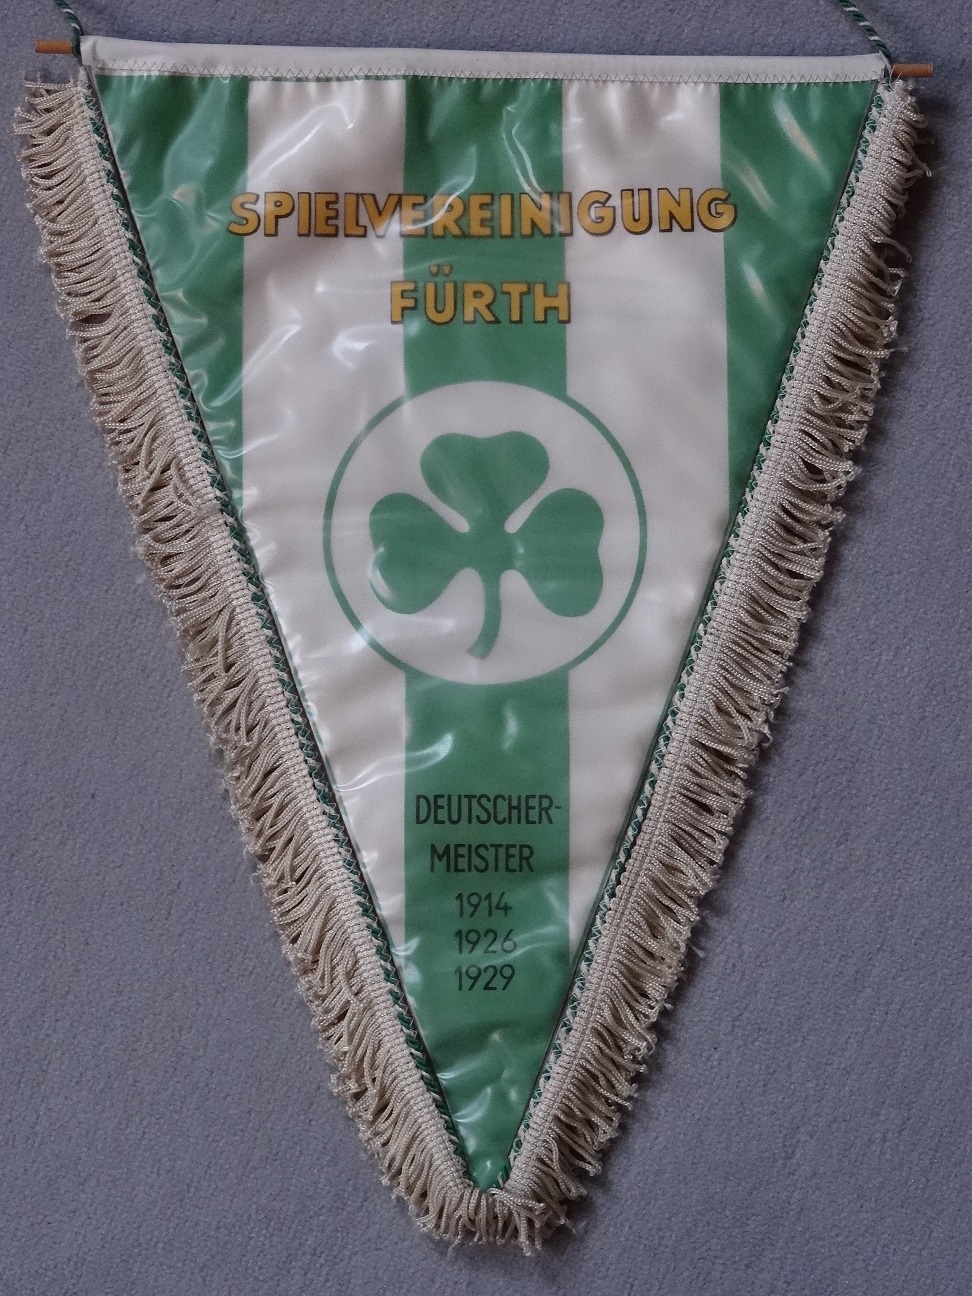 SPIELVEREINIGUNG
FÜRTH
DEUTSCHER-
MEISTER
1914
1926
1929